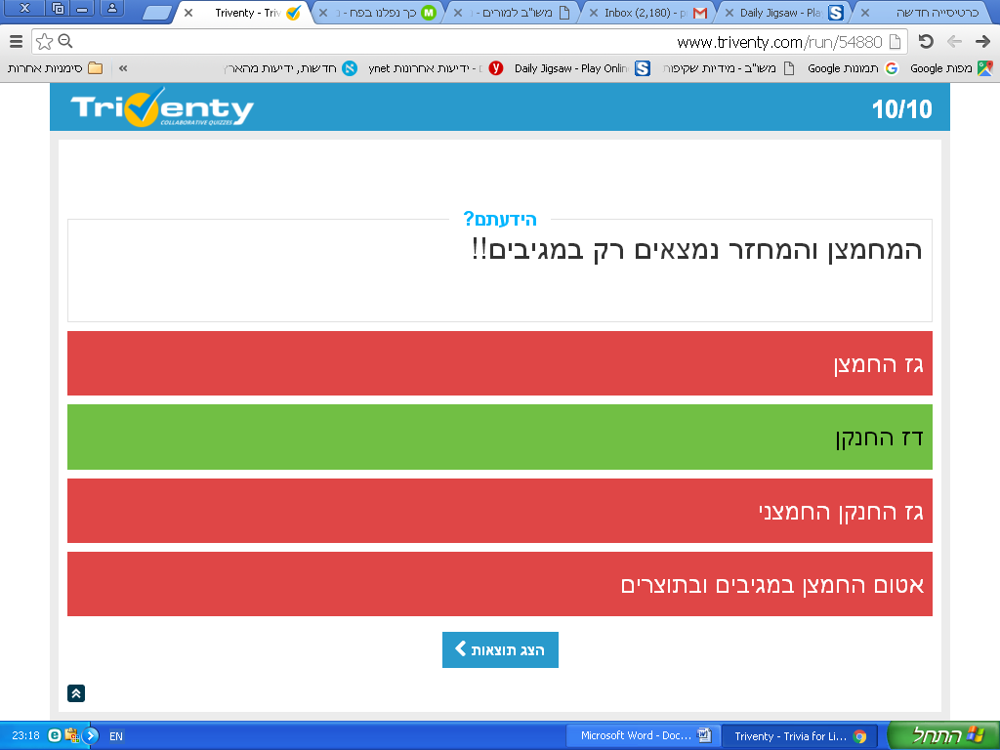 כרטיסייה חדשה
Daily Jigsaw - Pla
Inbox (2,180) - p
משו"ב למורים -
כך נפלנו בפח -
Triventy - Triv
www.triventy.com/run/54880
מפות Google
תמונות Google
משו"ב - מידיות שקיפות
Daily Jigsaw - Play Onlin
ynet - ידיעות אחרונות
חדשות, ידיעות מהארץ
«
סימניות אחרות
Triventy
COLLABORATIVE QUIZZES
10/10
הידעתם?
המחמצן והמחזר נמצאים רק במגיבים!!
גז החמצן
דז החנקן
גז החנקן החמצני
אטום החמצן במגיבים ובתוצרים
הצג תוצאות
התחל
Triventy - Trivia for Li...
Microsoft Word - Doc...
EN
23:18